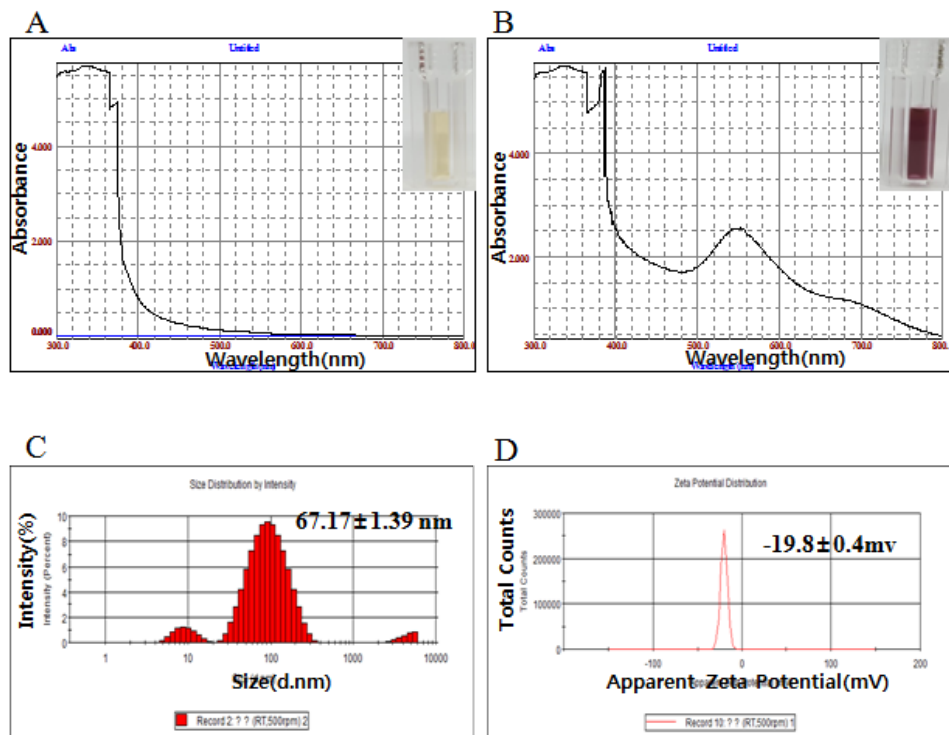 A
Abs
Untitled
Absorbance
4.000
2.000
0.000
300.0
400.0
500.0
600.0
700.0
800.0
Wavelength(nm)
B
Abs
Untitled
Absorbance
4.000
2.000
300.0
400.0
500.0
600.0
700.0
800.0
Wavelength(nm)
C
Size Distribution by Intensity
67.17±1.39 nm
Intensity(%)
Intensity (Percent)
10
8
6
4
2
0
1
10
100
1000
10000
Size(d.nm)
Record 2: ? ? (RT,500rpm) 2
D
Zeta Potential Distribution
-19.8±0.4mv
Total Counts
Total Counts
300000
200000
100000
0
-100
0
100
200
Apparent Zeta Potential(mV)
Record 10: ? ? (RT,500rpm) 1